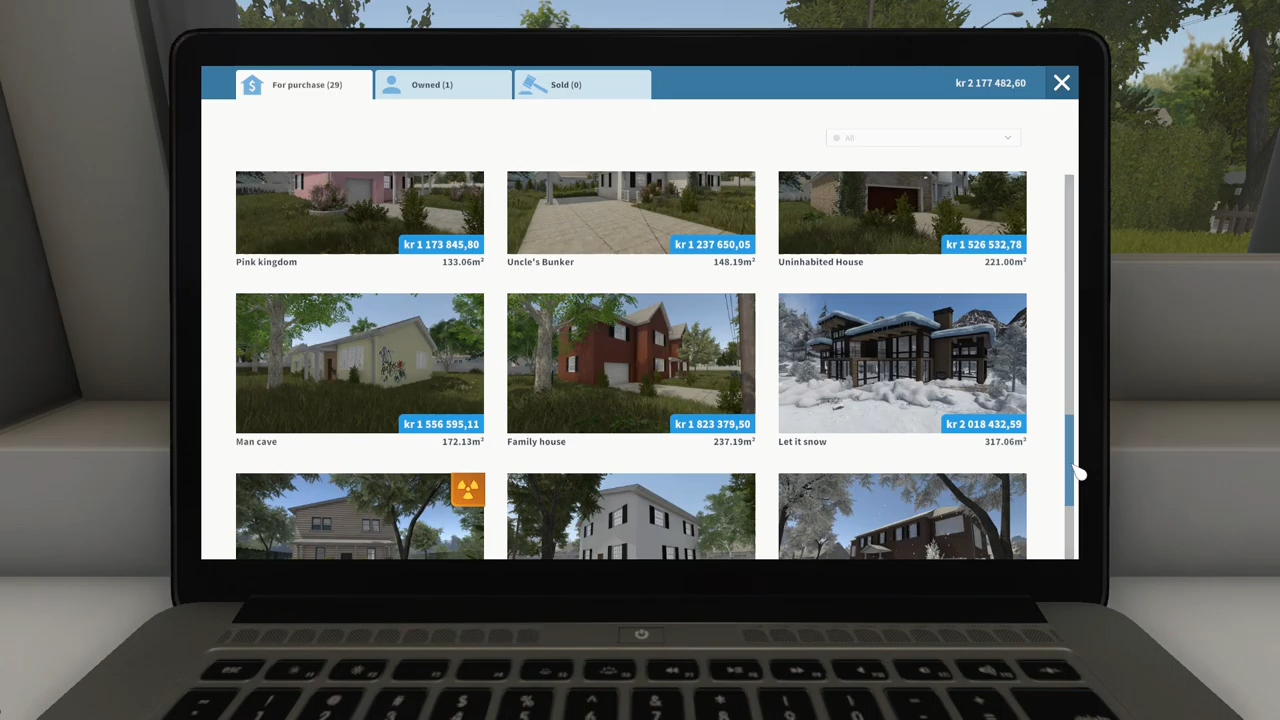 For purchase (29)
Owned (1)
Sold (0)
kr 2 177 482,60
All
kr 1 173 845,80
kr 1 237 650,05
kr 1 526 532,78
Pink kingdom
133.06m²
Uncle's Bunker
148.19m²
Uninhabited House
221.00m²
kr 1 556 595,11
kr 1 823 379,50
kr 2 018 432,59
Man cave
172.13m²
Family house
237.19m²
Let it snow
317.06m²
esc